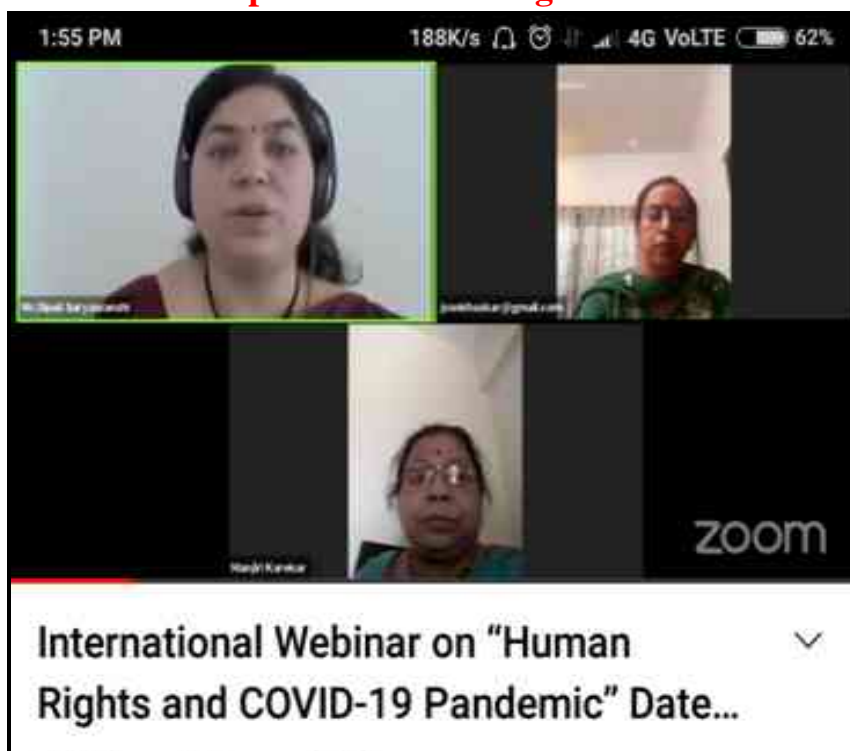 1:55 PM 188K/s 4G VoLTE 62%
zoom
International Webinar on “Human
Rights and COVID-19 Pandemic” Date...